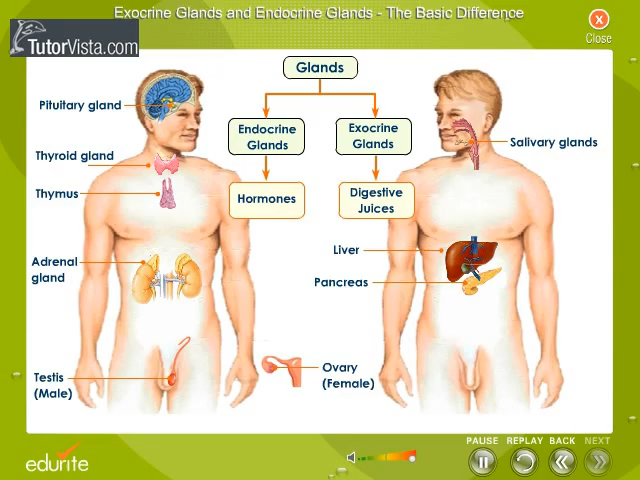 Exocrine Glands and Endocrine Glands - The Basic Difference
X
Close
TutorVista.com
Glands
Endocrine
Glands
Exocrine
Glands
Hormones
Digestive
Juices
Pituitary gland
Thyroid gland
Thymus
Adrenal
gland
Testis
(Male)
Ovary
(Female)
Salivary glands
Liver
Pancreas
edurite
PAUSE REPLAY BACK NEXT